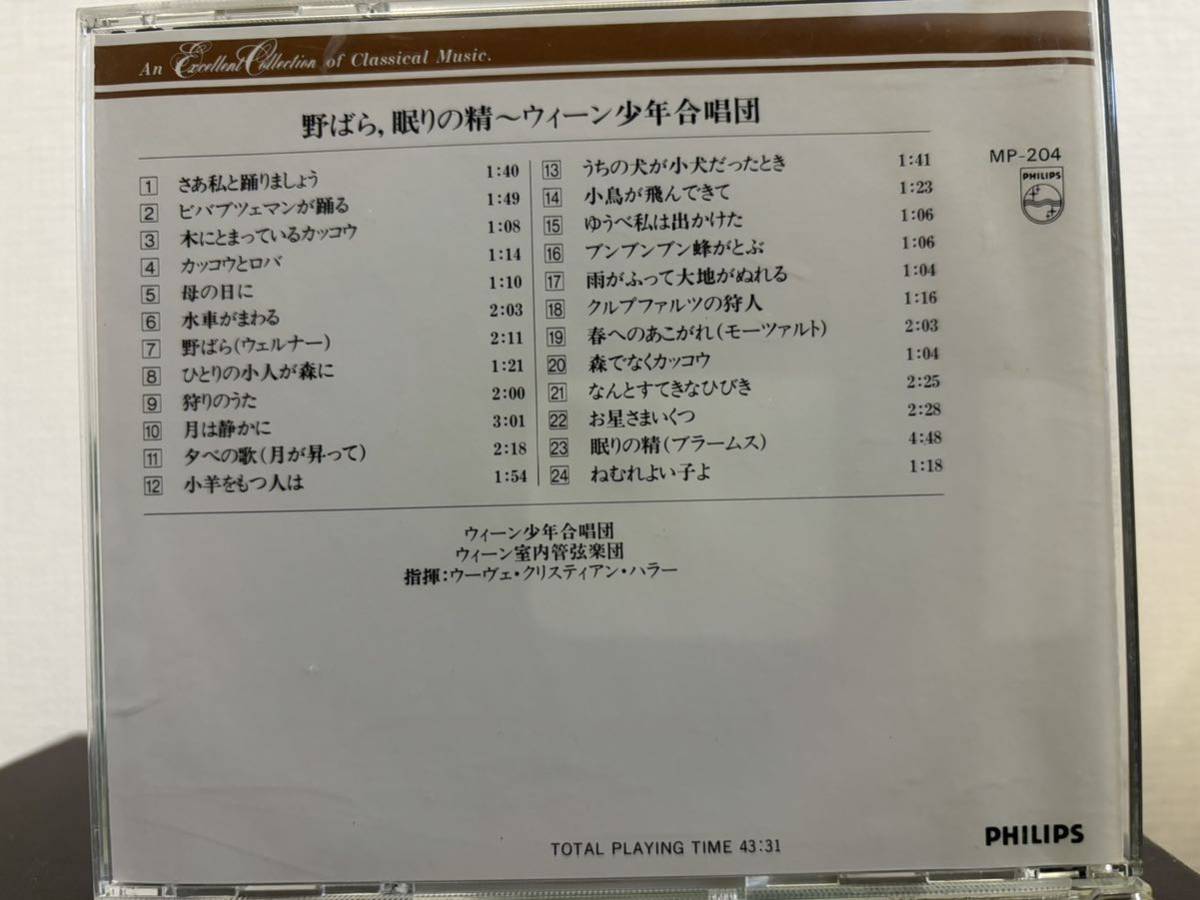 An Excellent Collection of Classical Music.
野ばら,眠りの精～ウィーン少年合唱団
MP-204
PHILIPS
1 さあ私と踊りましょう 1:40
2 ビバブツェマンが踊る 1:49
3 木にとまっているカッコウ 1:08
4 カッコウとロバ 1:14
5 母の日に 1:10
6 水車がまわる 2:03
7 野ばら(ウェルナー) 2:11
8 ひとりの小人が森に 1:21
9 狩りのうた 2:00
10 月は静かに 3:01
11 夕べの歌(月が昇って) 2:18
12 小羊をもつ人は 1:54
13 うちの犬が小犬だったとき 1:41
14 小鳥が飛んできて 1:23
15 ゆうべ私は出かけた 1:06
16 ブンブンブン蜂がとぶ 1:06
17 雨がふって大地がぬれる 1:04
18 クルプファルツの狩人 1:16
19 春へのあこがれ(モーツァルト) 2:03
20 森でなくカッコウ 1:04
21 なんとすてきなひびき 2:25
22 お星さまいくつ 2:28
23 眠りの精(ブラームス) 4:48
24 ねむれよい子よ 1:18
ウィーン少年合唱団
ウィーン室内管弦楽団
指揮:ウーヴェ・クリスティアン・ハラー
PHILIPS
TOTAL PLAYING TIME 43:31